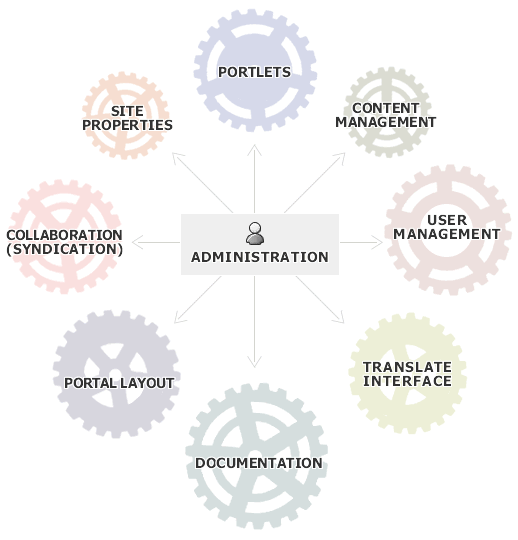 PORTLETS
SITE
PROPERTIES
CONTENT
MANAGEMENT
COLLABORATION
(SYNDICATION)
USER
MANAGEMENT
ADMINISTRATION
PORTAL LAYOUT
TRANSLATE
INTERFACE
DOCUMENTATION